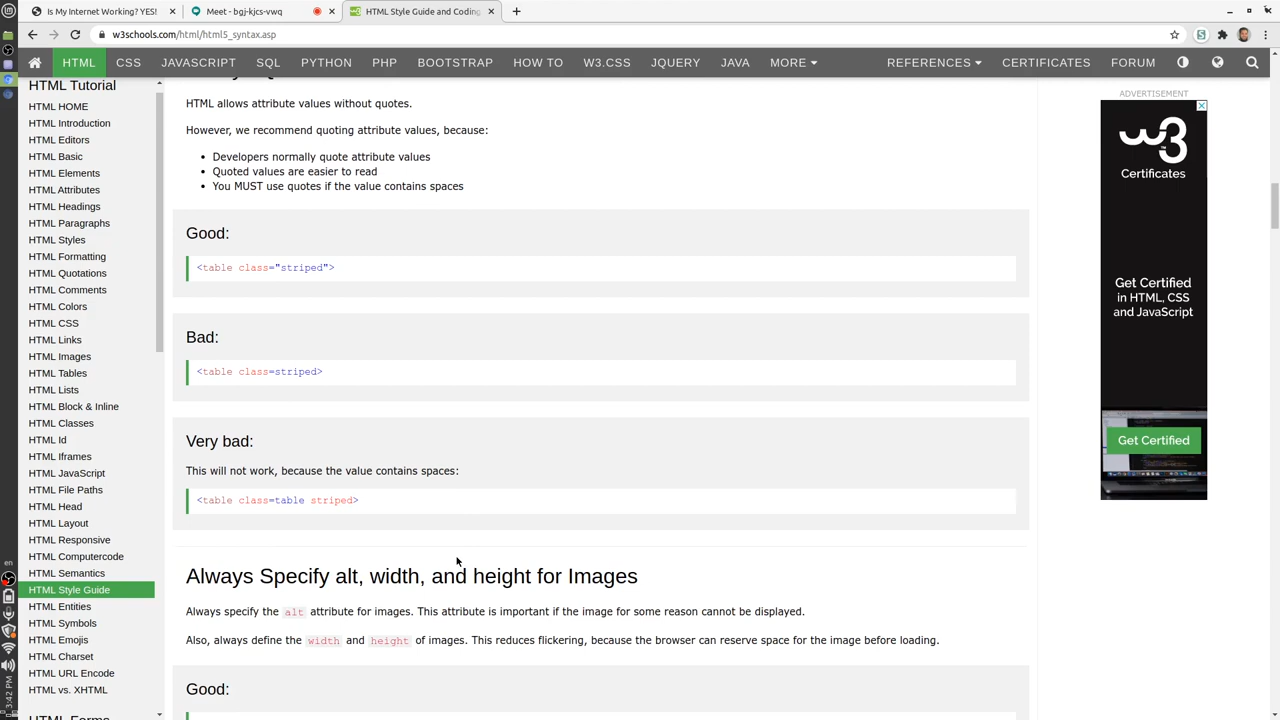 Is My Internet Working? YES!
Meet - bgj-kjcs-vwq
HTML Style Guide and Coding
w3schools.com/html/html5_syntax.asp
HTML CSS JAVASCRIPT SQL PYTHON PHP BOOTSTRAP HOW TO W3.CSS JQUERY JAVA MORE REFERENCES CERTIFICATES FORUM
HTML Tutorial
HTML HOME
HTML Introduction
HTML Editors
HTML Basic
HTML Elements
HTML Attributes
HTML Headings
HTML Paragraphs
HTML Styles
HTML Formatting
HTML Quotations
HTML Comments
HTML Colors
HTML CSS
HTML Links
HTML Images
HTML Tables
HTML Lists
HTML Block & Inline
HTML Classes
HTML Id
HTML Iframes
HTML JavaScript
HTML File Paths
HTML Head
HTML Layout
HTML Responsive
HTML Computercode
HTML Semantics
HTML Style Guide
HTML Entities
HTML Symbols
HTML Emojis
HTML Charset
HTML URL Encode
HTML vs. XHTML
HTML Forms
HTML allows attribute values without quotes.
However, we recommend quoting attribute values, because:
• Developers normally quote attribute values
• Quoted values are easier to read
• You MUST use quotes if the value contains spaces
Good:
<table class="striped">
Bad:
<table class=striped>
Very bad:
This will not work, because the value contains spaces:
<table class=table striped>
Always Specify alt, width, and height for Images
Always specify the alt attribute for images. This attribute is important if the image for some reason cannot be displayed.
Also, always define the width and height of images. This reduces flickering, because the browser can reserve space for the image before loading.
Good:
ADVERTISEMENT
w3
Certificates
Get Certified
in HTML, CSS
and JavaScript
Get Certified
en
3:42 PM